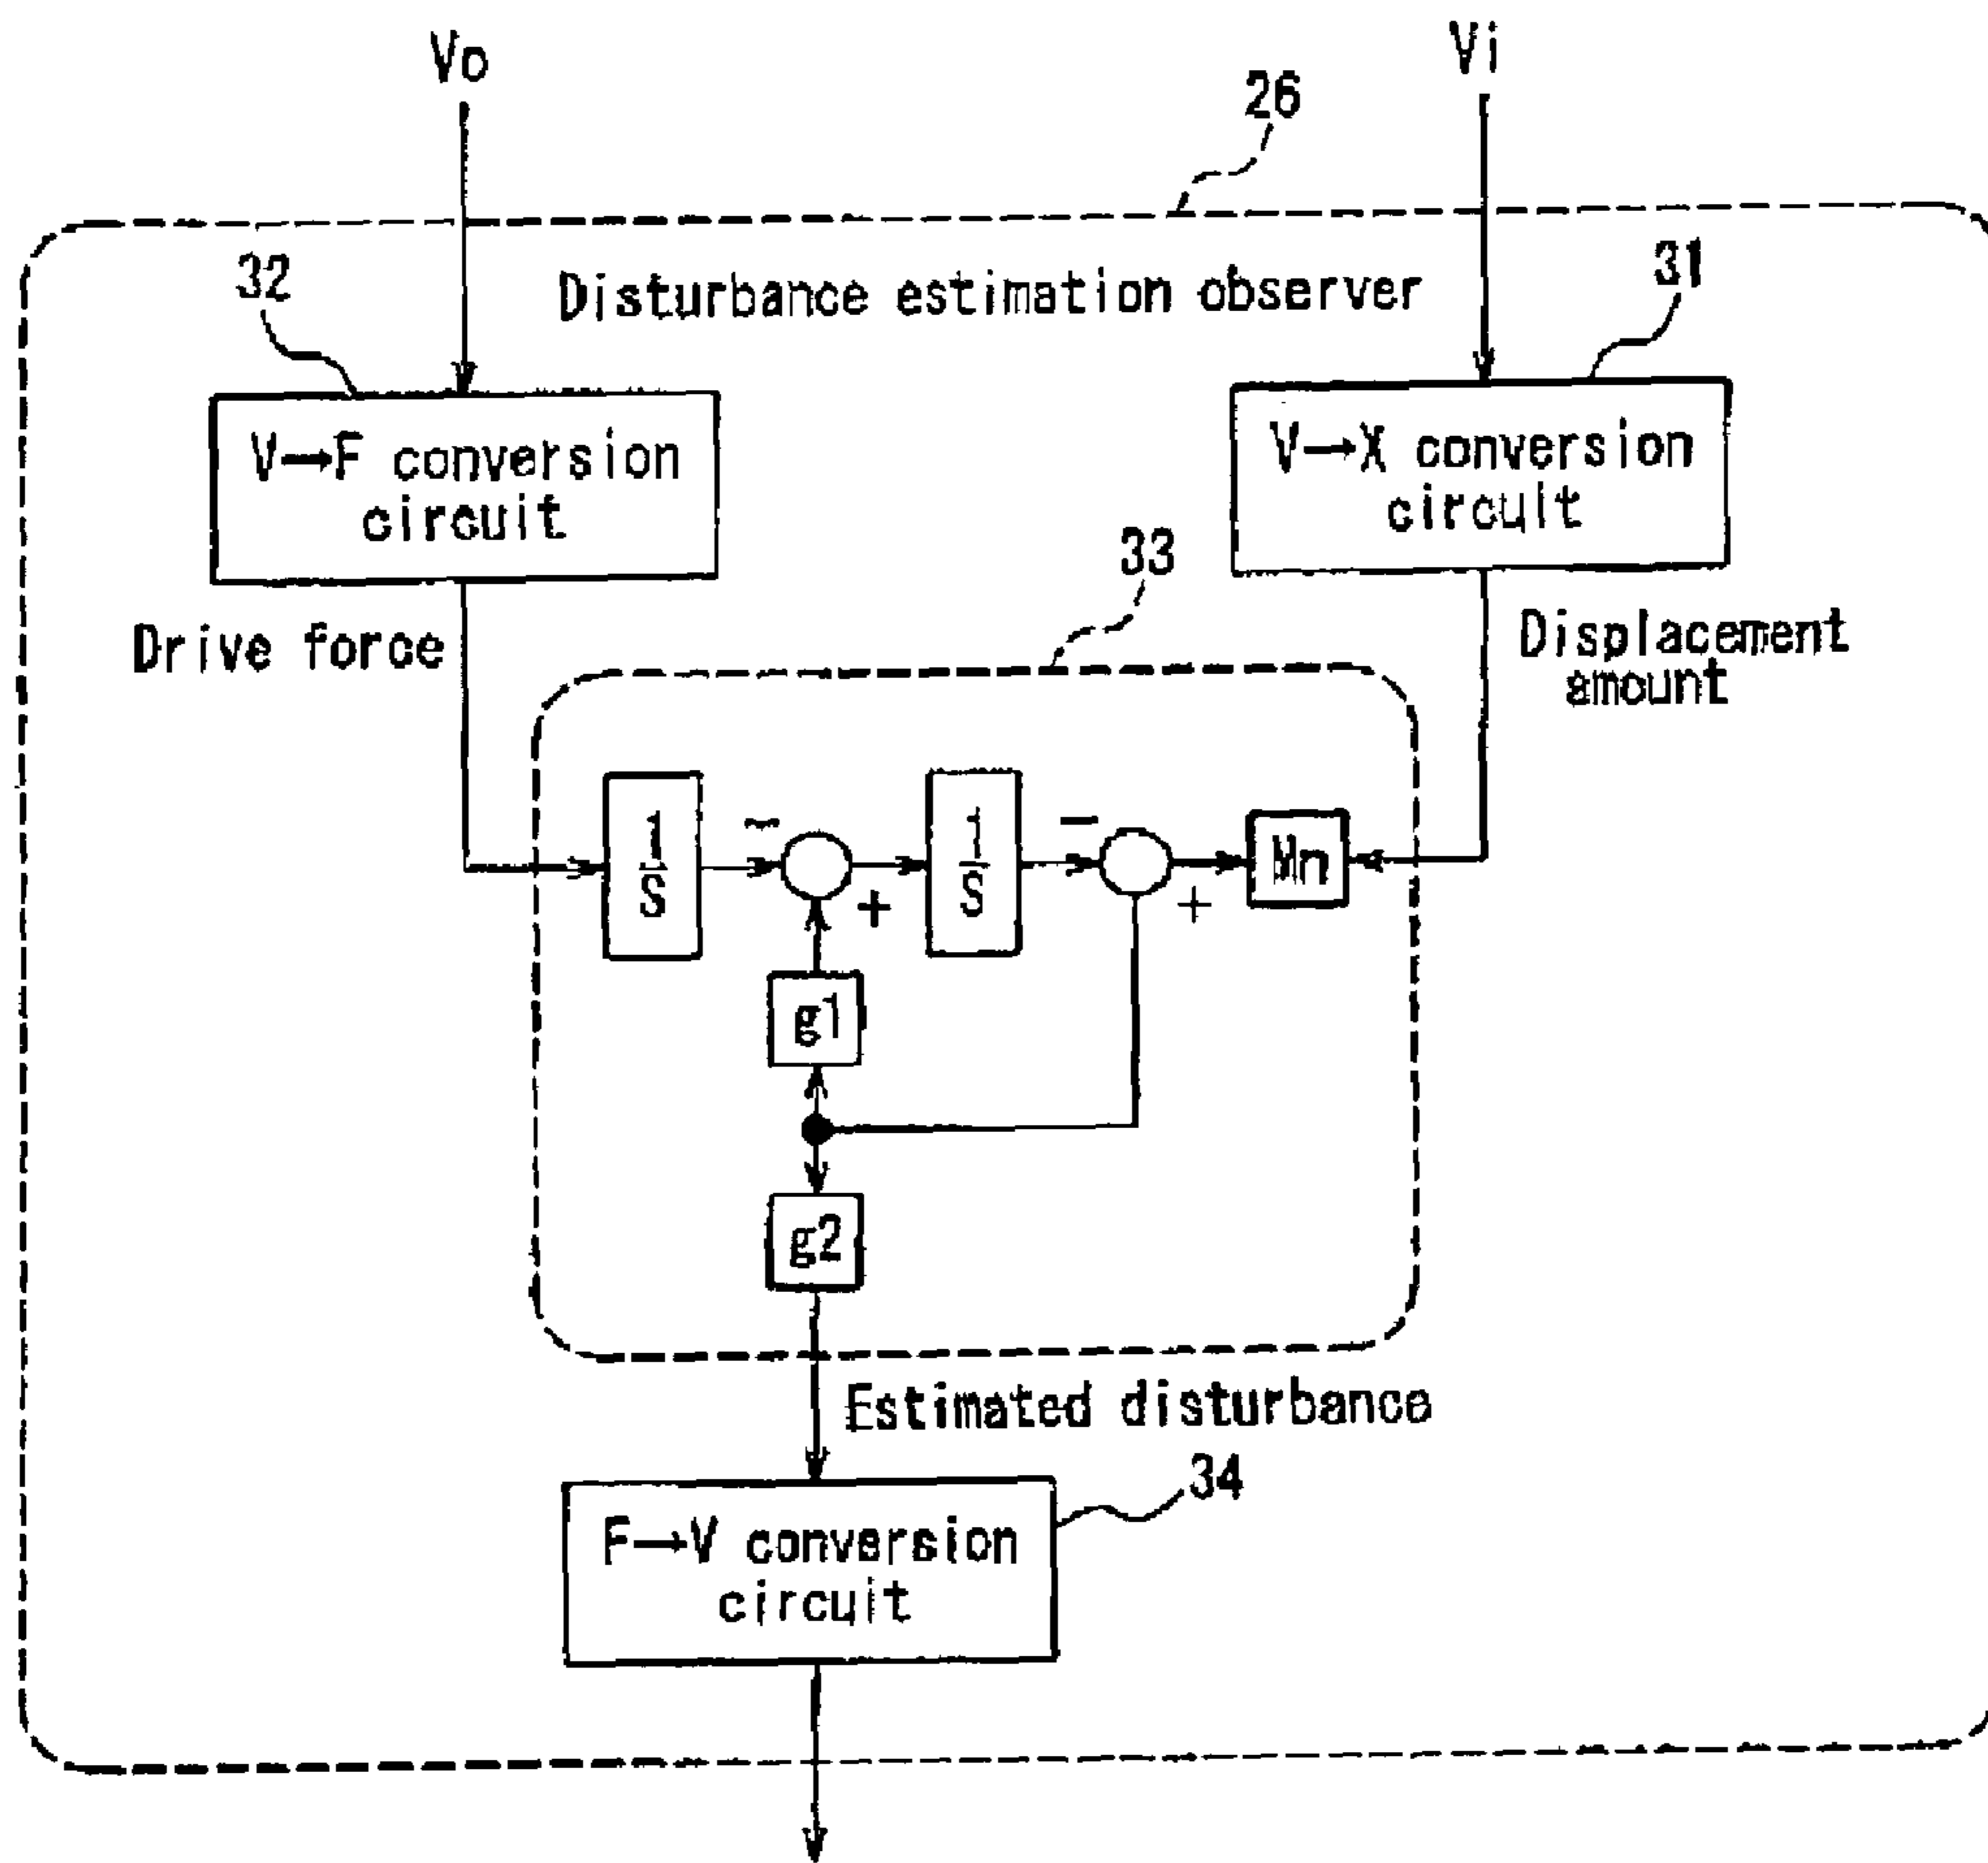 Vo
Vi
26
32
Disturbance estimation observer
31
V→F conversion
circuit
V→X conversion
circuit
33
Drive force
Displacement
amount
1
S
−
+
1
S
−
+
Mn
g1
g2
Estimated disturbance
34
F→V conversion
circuit